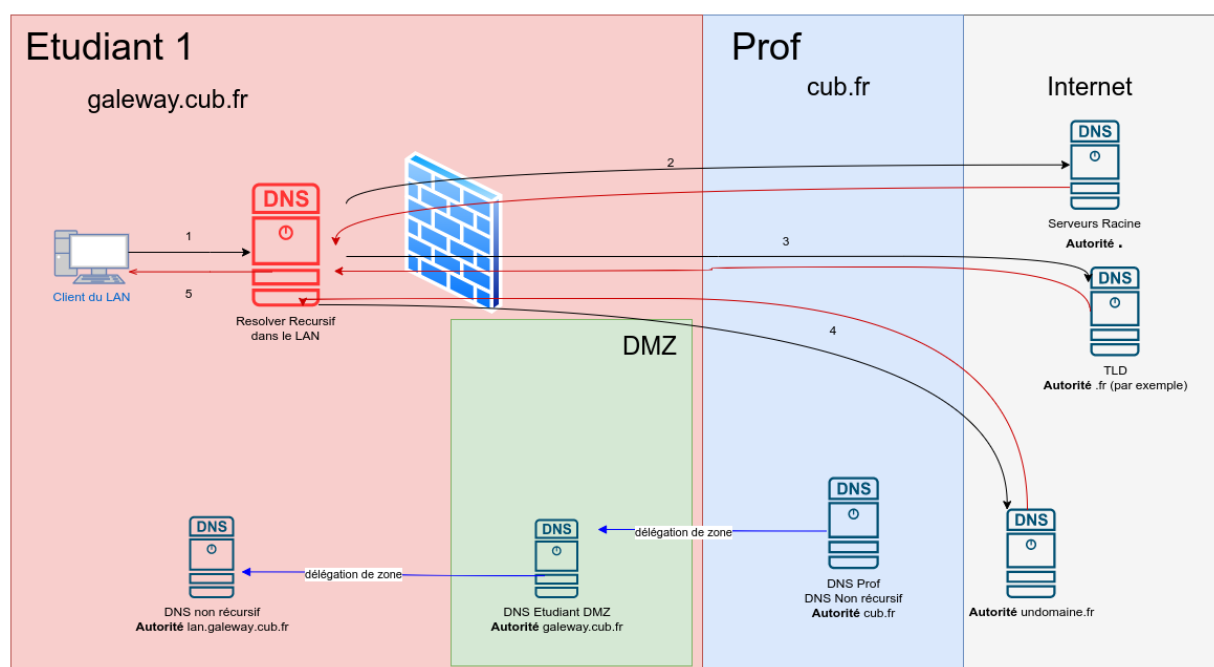 Etudiant 1
galeway.cub.fr
Prof
cub.fr
Internet
DNS
Serveurs Racine
Autorité .
2
DNS
1
3
5
Client du LAN
Resolver Recursif
dans le LAN
DNS
TLD
Autorité .fr (par exemple)
4
DMZ
DNS
DNS
DNS
DNS
délégation de zone
délégation de zone
DNS non récursif
Autorité lan.galeway.cub.fr
DNS Etudiant DMZ
Autorité galeway.cub.fr
DNS Prof
DNS Non récursif
Autorité cub.fr
Autorité undomaine.fr